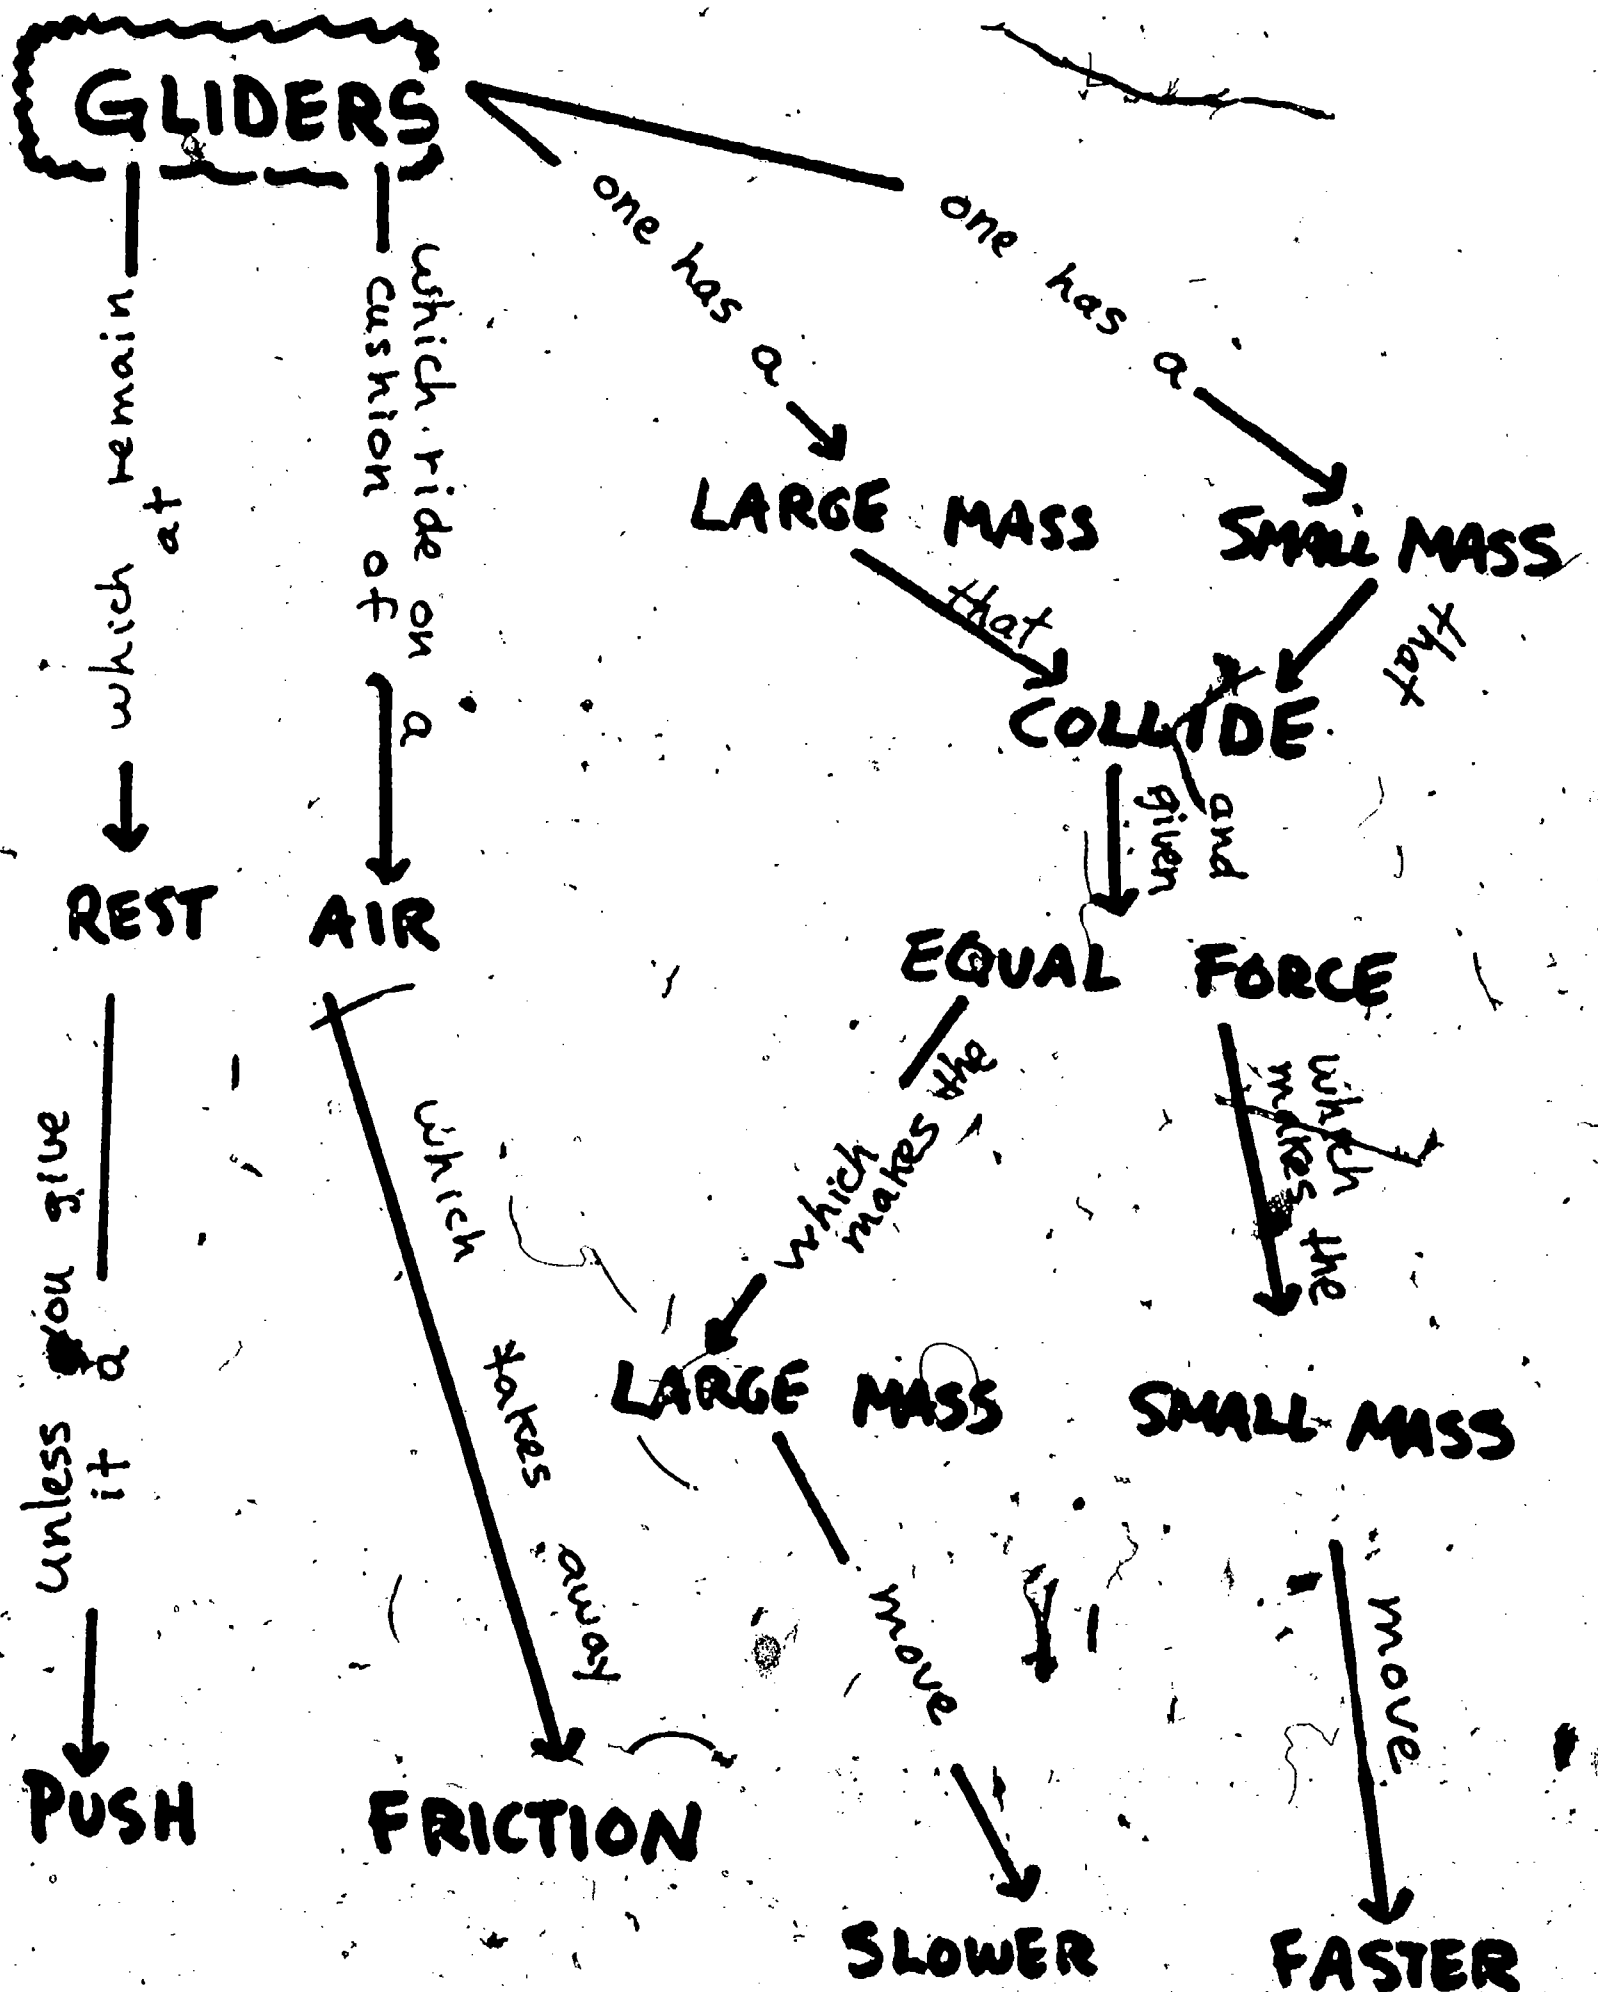 GLIDERS
which remain
at
REST
unless you give
it a
PUSH
which ride on a
cushion of
AIR
which takes away
FRICTION
one has a
LARGE MASS
that
one has a
SMALL MASS
that
COLLIDE
and
given
EQUAL FORCE
which makes the
LARGE MASS
move
SLOWER
which
makes the
SMALL MASS
move
FASTER